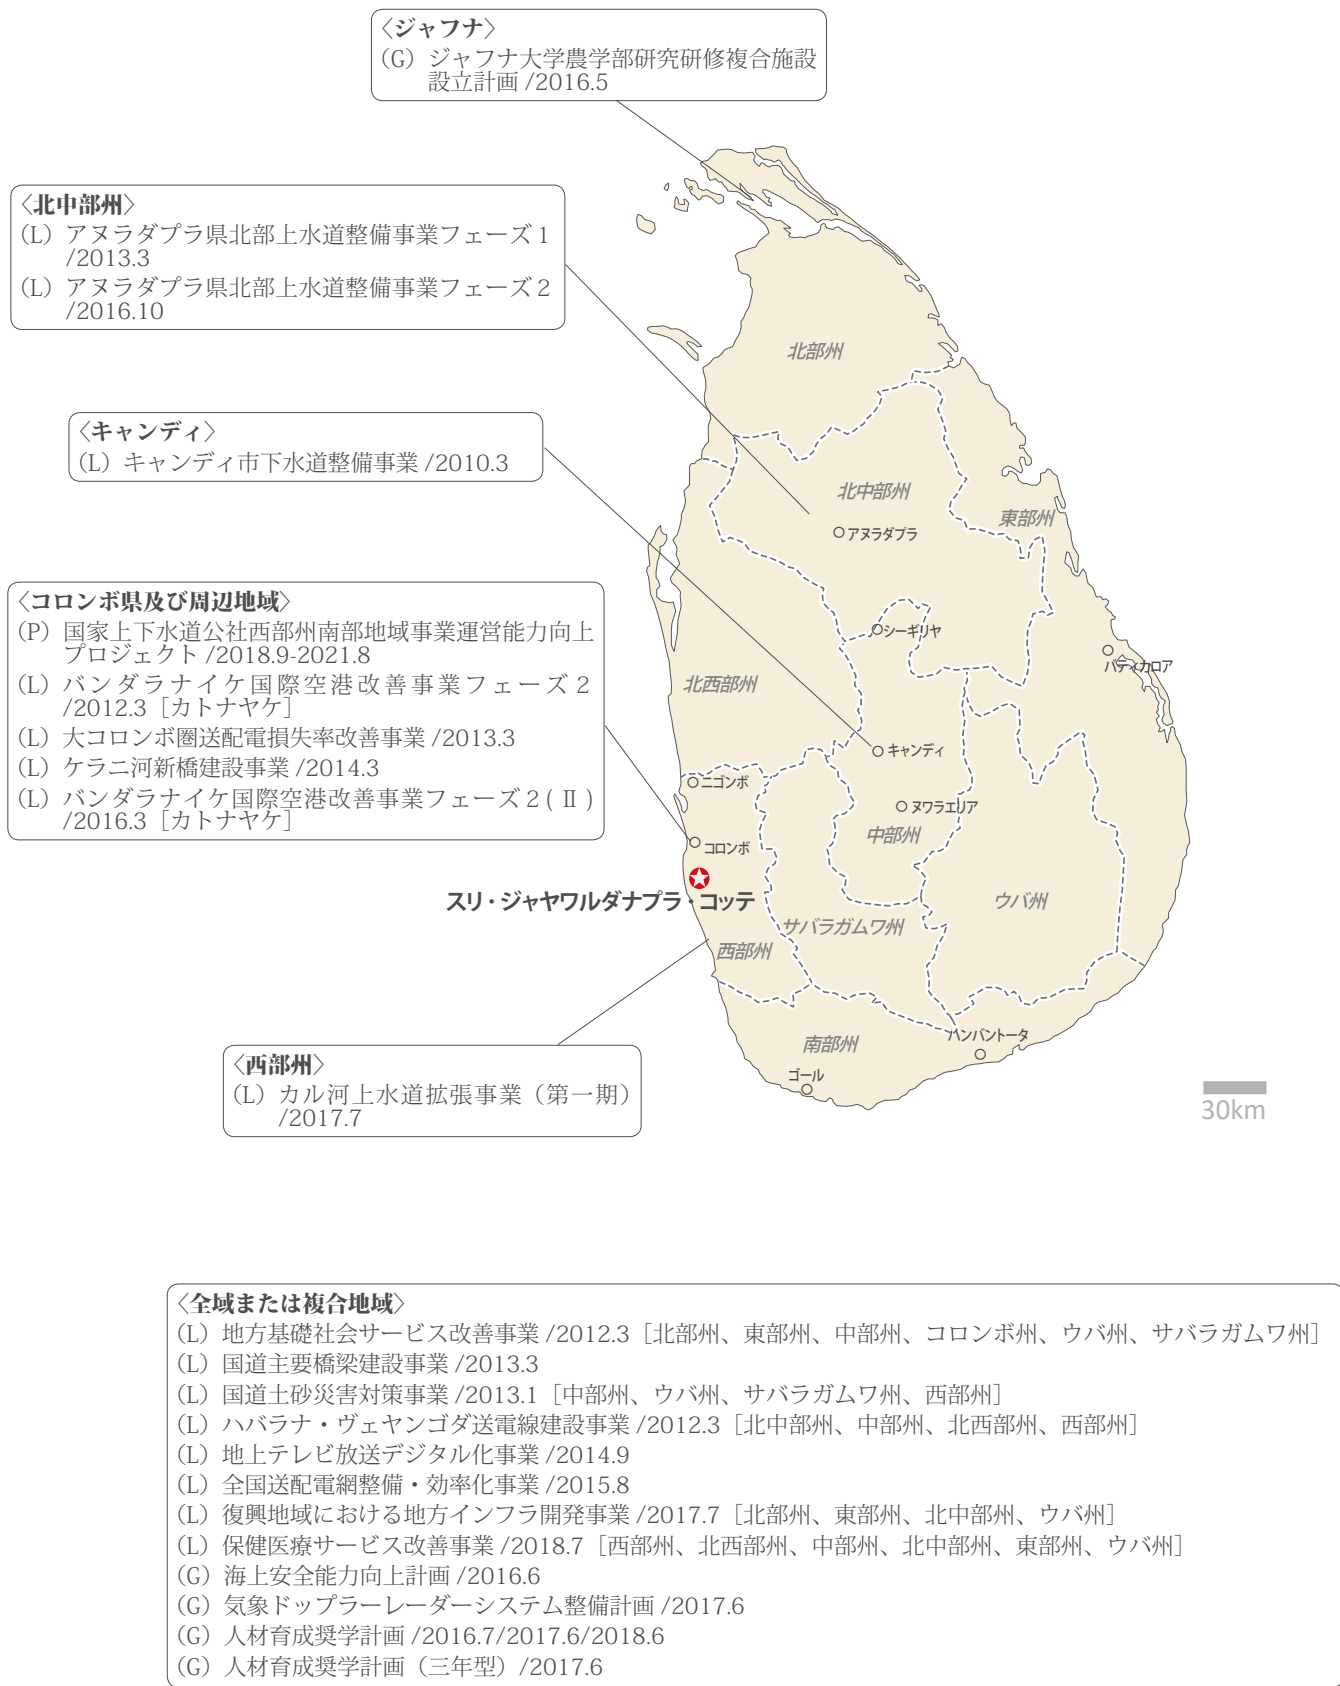 〈ジャフナ〉
(G) ジャフナ大学農学部研究研修複合施設
設立計画 /2016.5
〈北中部州〉
(L) アヌラダプラ県北部上水道整備事業フェーズ1
/2013.3
(L) アヌラダプラ県北部上水道整備事業フェーズ2
/2016.10
北部州
〈キャンディ〉
(L) キャンディ市下水道整備事業 /2010.3
北中部州
東部州
アヌラダプラ
〈コロンボ県及び周辺地域〉
(P) 国家上下水道公社西部州南部地域事業運営能力向上
プロジェクト /2018.9-2021.8
(L) バンダラナイケ国際空港改善事業フェーズ2
/2012.3［カトナヤケ］
(L) 大コロンボ圏送配電損失率改善事業 /2013.3
(L) ケラニ河新橋建設事業 /2014.3
(L) バンダラナイケ国際空港改善事業フェーズ2(Ⅱ)
/2016.3［カトナヤケ］
シーギリヤ
バティカロア
北西部州
キャンディ
ニゴンボ
ヌワラエリア
中部州
コロンボ
スリ・ジャヤワルダナプラ・コッテ
ウバ州
サバラガムワ州
西部州
ハンバントータ
南部州
ゴール
〈西部州〉
(L) カル河上水道拡張事業（第一期）
/2017.7
30km
〈全域または複合地域〉
(L) 地方基礎社会サービス改善事業 /2012.3［北部州、東部州、中部州、コロンボ州、ウバ州、サバラガムワ州］
(L) 国道主要橋梁建設事業 /2013.3
(L) 国道土砂災害対策事業 /2013.1［中部州、ウバ州、サバラガムワ州、西部州］
(L) ハバラナ・ヴェヤンゴダ送電線建設事業 /2012.3［北中部州、中部州、北西部州、西部州］
(L) 地上テレビ放送デジタル化事業 /2014.9
(L) 全国送配電網整備・効率化事業 /2015.8
(L) 復興地域における地方インフラ開発事業 /2017.7［北部州、東部州、北中部州、ウバ州］
(L) 保健医療サービス改善事業 /2018.7［西部州、北西部州、中部州、北中部州、東部州、ウバ州］
(G) 海上安全能力向上計画 /2016.6
(G) 気象ドップラーレーダーシステム整備計画 /2017.6
(G) 人材育成奨学計画 /2016.7/2017.6/2018.6
(G) 人材育成奨学計画（三年型）/2017.6